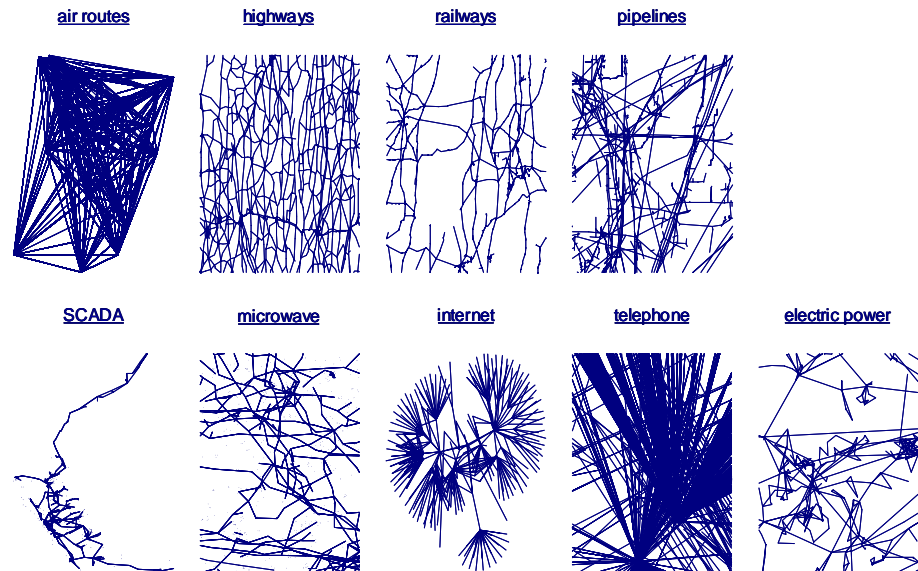 air routes
highways
railways
pipelines
SCADA
microwave
internet
telephone
electric power